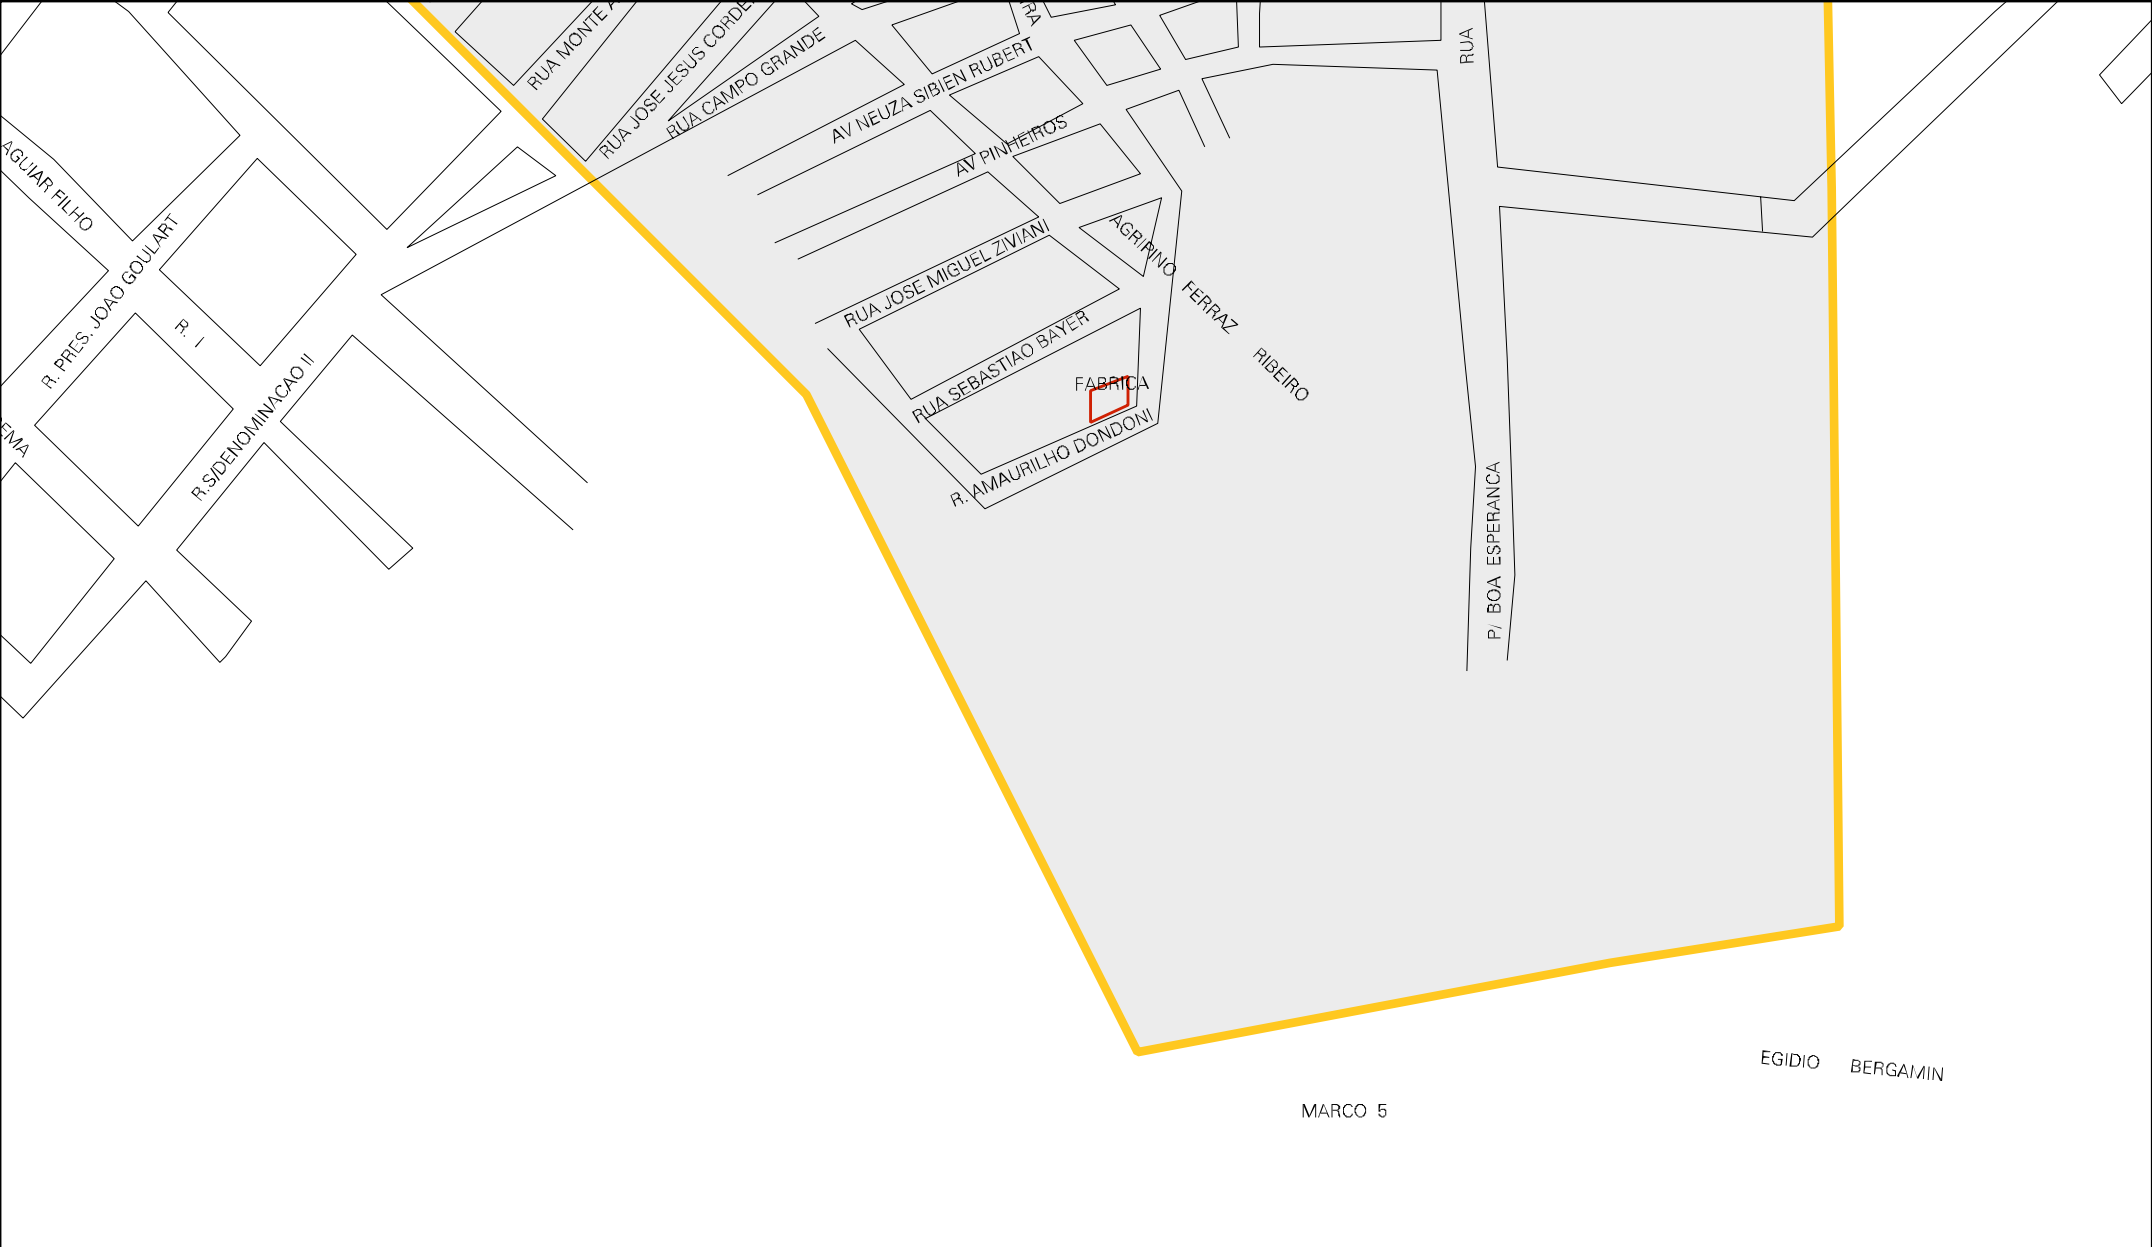 RUA MONTE
RUA JOSE JESUS
RUA CAMPO GRANDE
AV NEUZA SIBIEN RUBERT
RUA
AV PINHEIROS
AGUIAR FILHO
R. PRES. JOAO GOULART
R. I
R.S/DENOMINACAO II
RUA JOSE MIGUEL ZIVIANI
AGRIPINO FERRAZ RIBEIRO
RUA SEBASTIAO BAYER
FABRICA
R. AMAURILHO DONDONI
P/ BOA ESPERANCA
EGIDIO BERGAMIN
MARCO 5